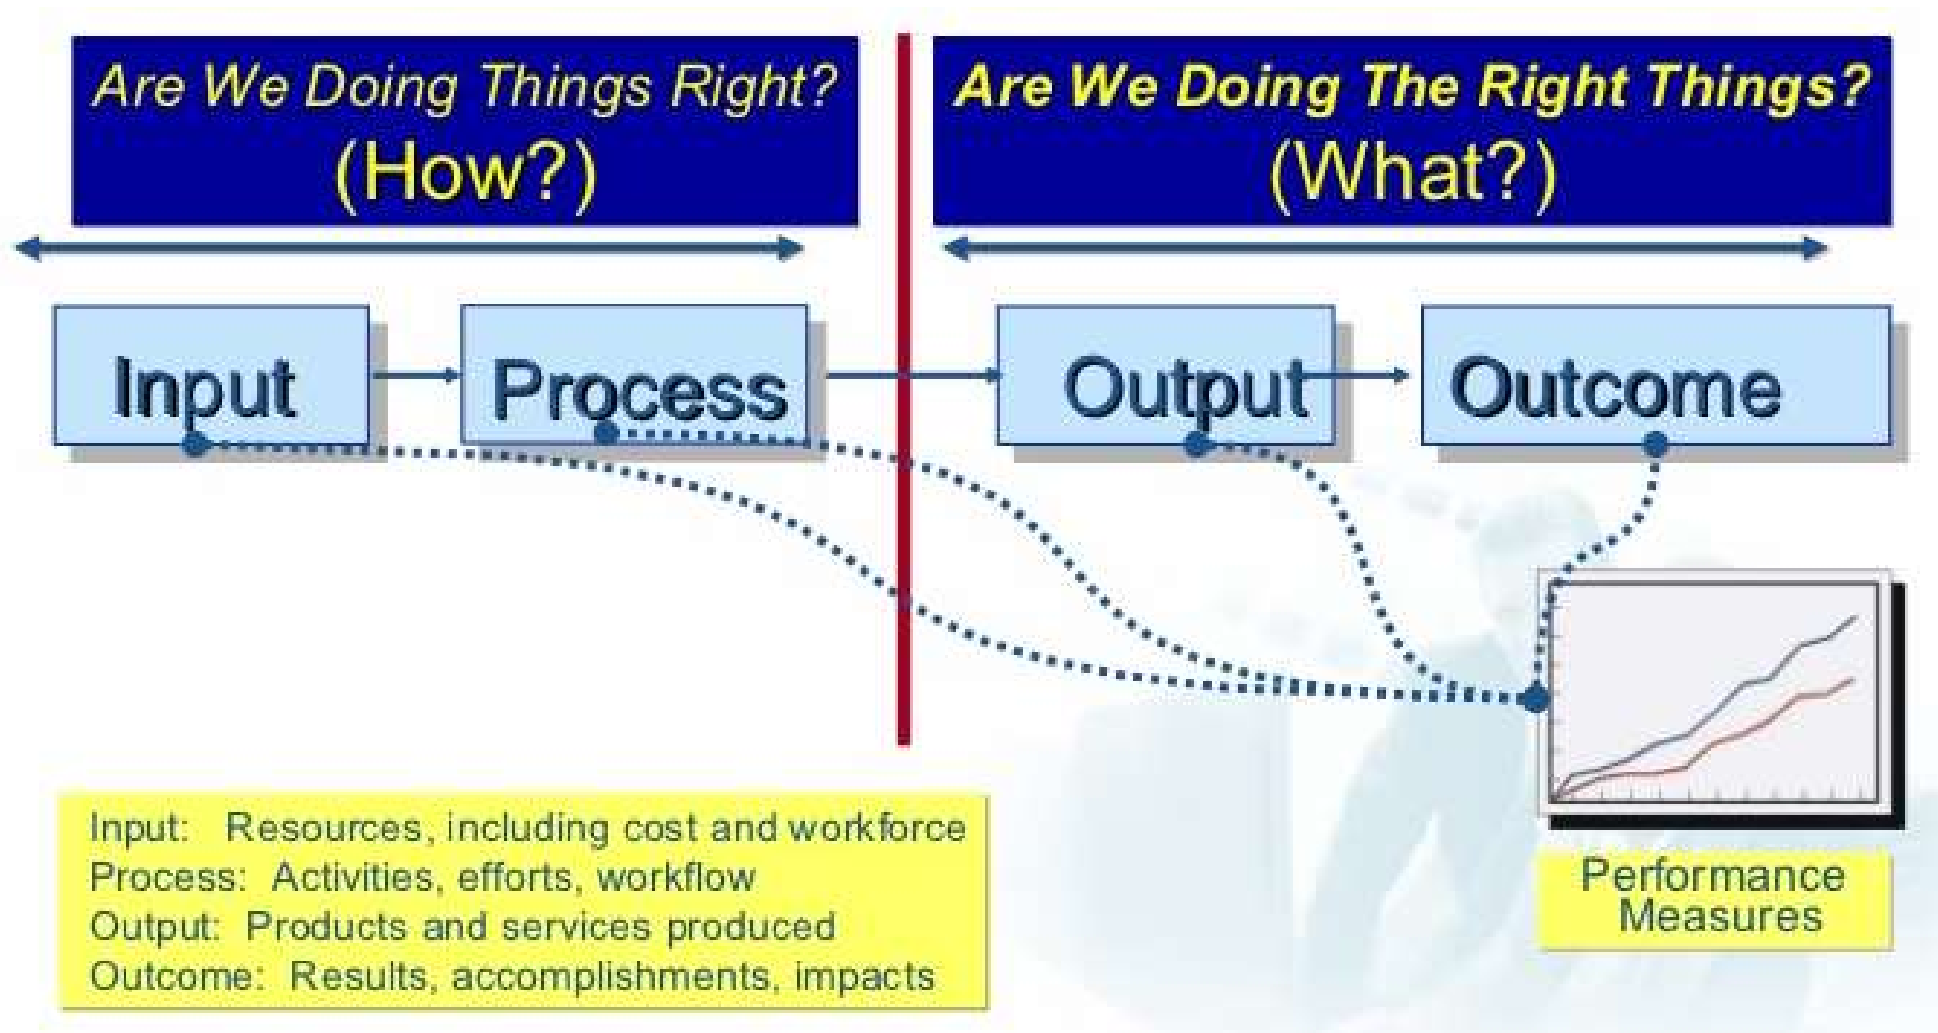 Are We Doing Things Right?
(How?)
Are We Doing The Right Things?
(What?)
Input
Process
Output
Outcome
Input: Resources, including cost and workforce
Process: Activities, efforts, workflow
Output: Products and services produced
Outcome: Results, accomplishments, impacts
Performance
Measures